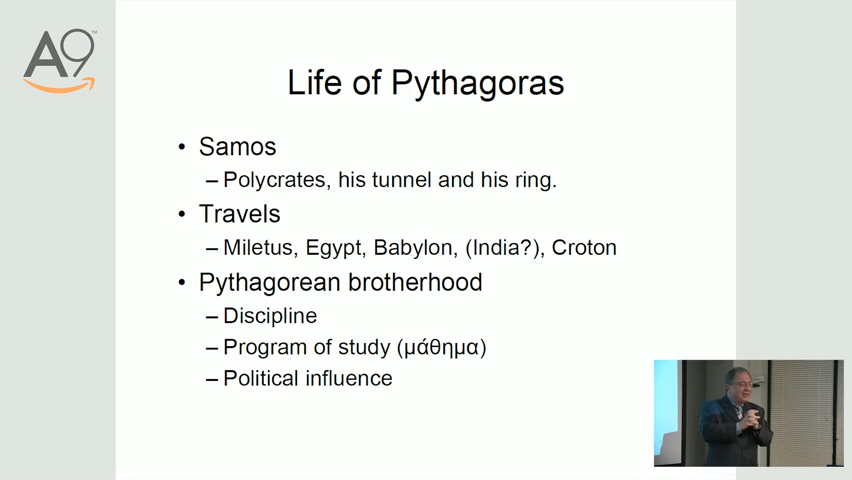 A9™
Life of Pythagoras
• Samos
– Polycrates, his tunnel and his ring.
• Travels
– Miletus, Egypt, Babylon, (India?), Croton
• Pythagorean brotherhood
– Discipline
– Program of study (μάθημα)
– Political influence